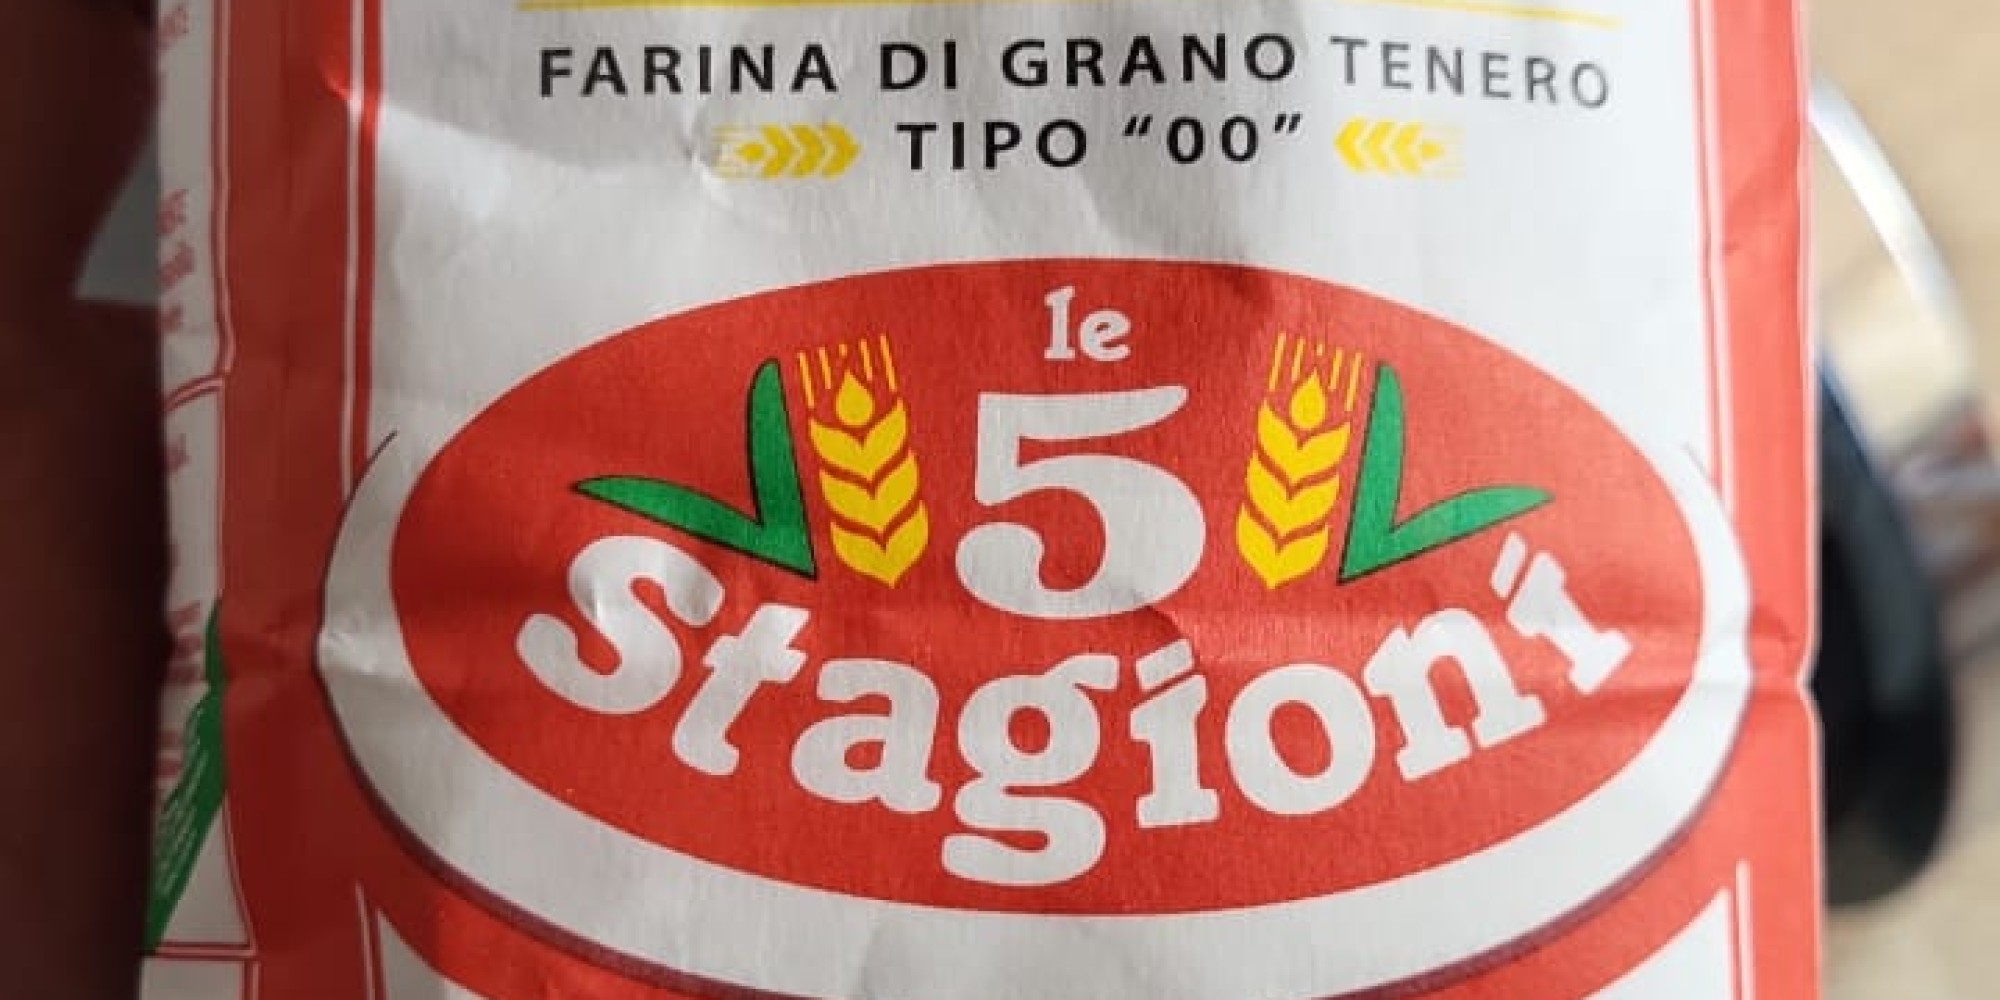 FARINA DI GRANO TENERO
TIPO “00”
le
5
Stagioni